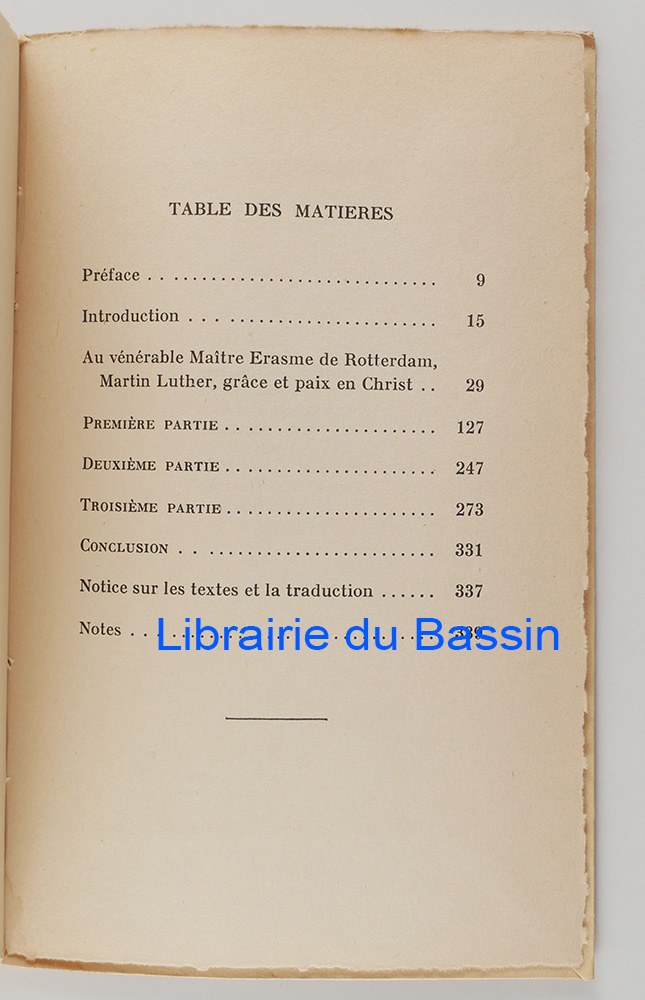 TABLE DES MATIERES
Préface . . . . . . . . . . . . . . . . . . . . . . . . . . . . . . 9
Introduction . . . . . . . . . . . . . . . . . . . . . . 15
Au vénérable Maître Erasme de Rotterdam,
Martin Luther, grâce et paix en Christ . . 29
PREMIÈRE PARTIE . . . . . . . . . . . . . . . . . . . . . 127
DEUXIÈME PARTIE . . . . . . . . . . . . . . . . . . . . . 247
TROISIÈME PARTIE . . . . . . . . . . . . . . . . . . . . . 273
CONCLUSION . . . . . . . . . . . . . . . . . . . . . . . . 331
Notice sur les textes et la traduction . . . . . . 337
Notes . . . . . . . . . . . . . . . . . . . . . . . . . . . . . 339
Librairie du Bassin